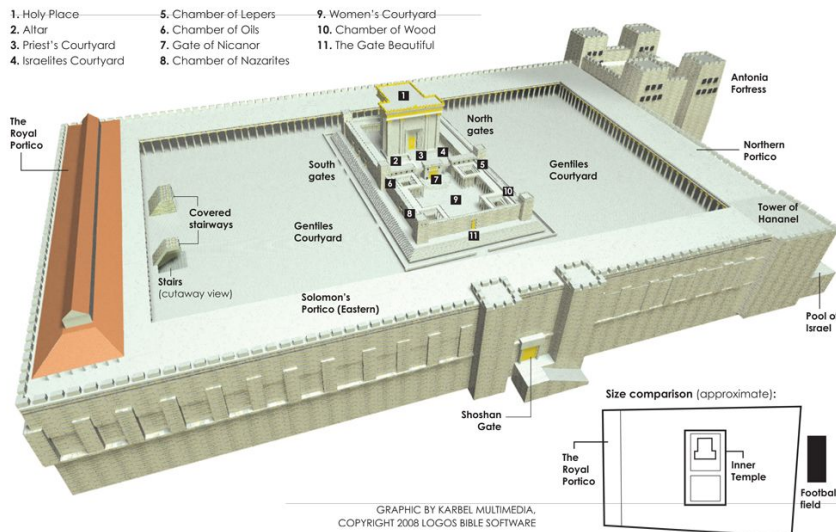 1. Holy Place
2. Altar
3. Priest's Courtyard
4. Israelites Courtyard
5. Chamber of Lepers
6. Chamber of Oils
7. Gate of Nicanor
8. Chamber of Nazarites
9. Women's Courtyard
10. Chamber of Wood
11. The Gate Beautiful
Antonia
Fortress
The
Royal
Portico
1
North
gates
Northern
Portico
South
gates
2
3
4
5
6
7
8
9
10
11
Gentiles
Courtyard
Covered
stairways
Gentiles
Courtyard
Tower of
Hananel
Stairs
(cutaway view)
Solomon's
Portico (Eastern)
Pool of
Israel
Shoshan
Gate
Size comparison (approximate):
The
Royal
Portico
Inner
Temple
Footbal
field
GRAPHIC BY KARBEL MULTIMEDIA,
COPYRIGHT 2008 LOGOS BIBLE SOFTWARE